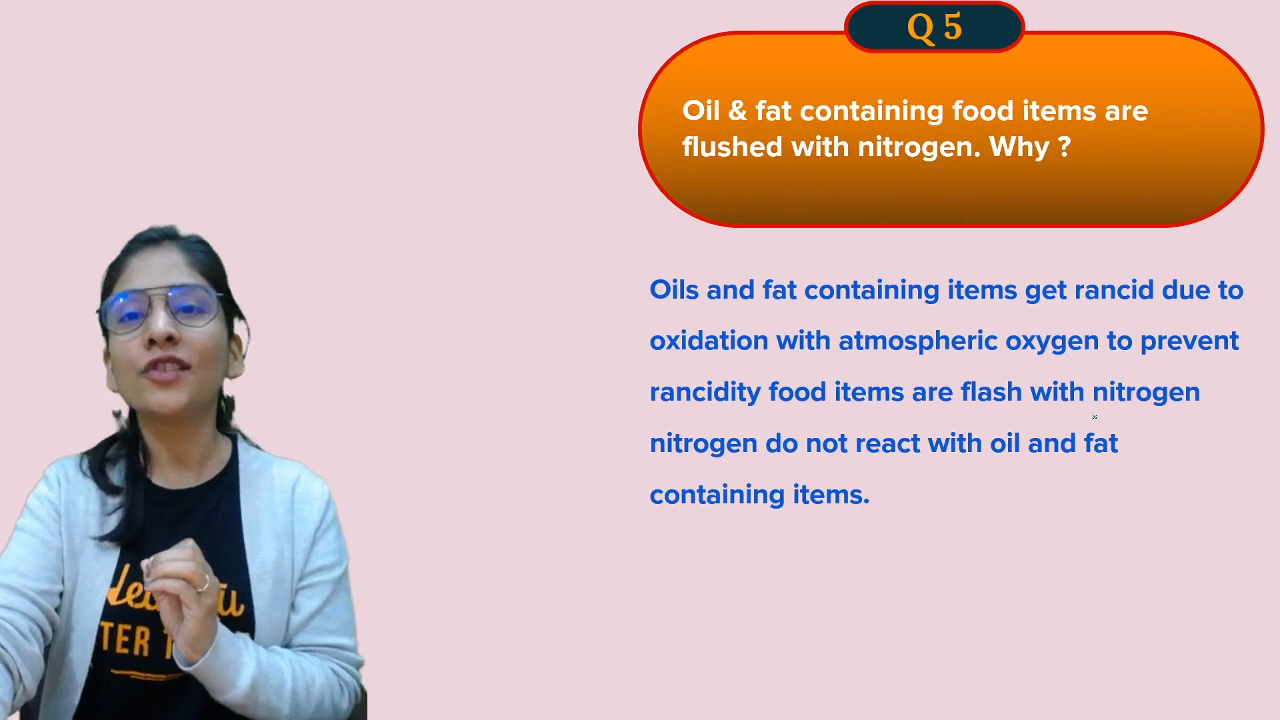 Q 5
Oil & fat containing food items are
flushed with nitrogen. Why ?
Oils and fat containing items get rancid due to
oxidation with atmospheric oxygen to prevent
rancidity food items are flash with nitrogen
nitrogen do not react with oil and fat
containing items.